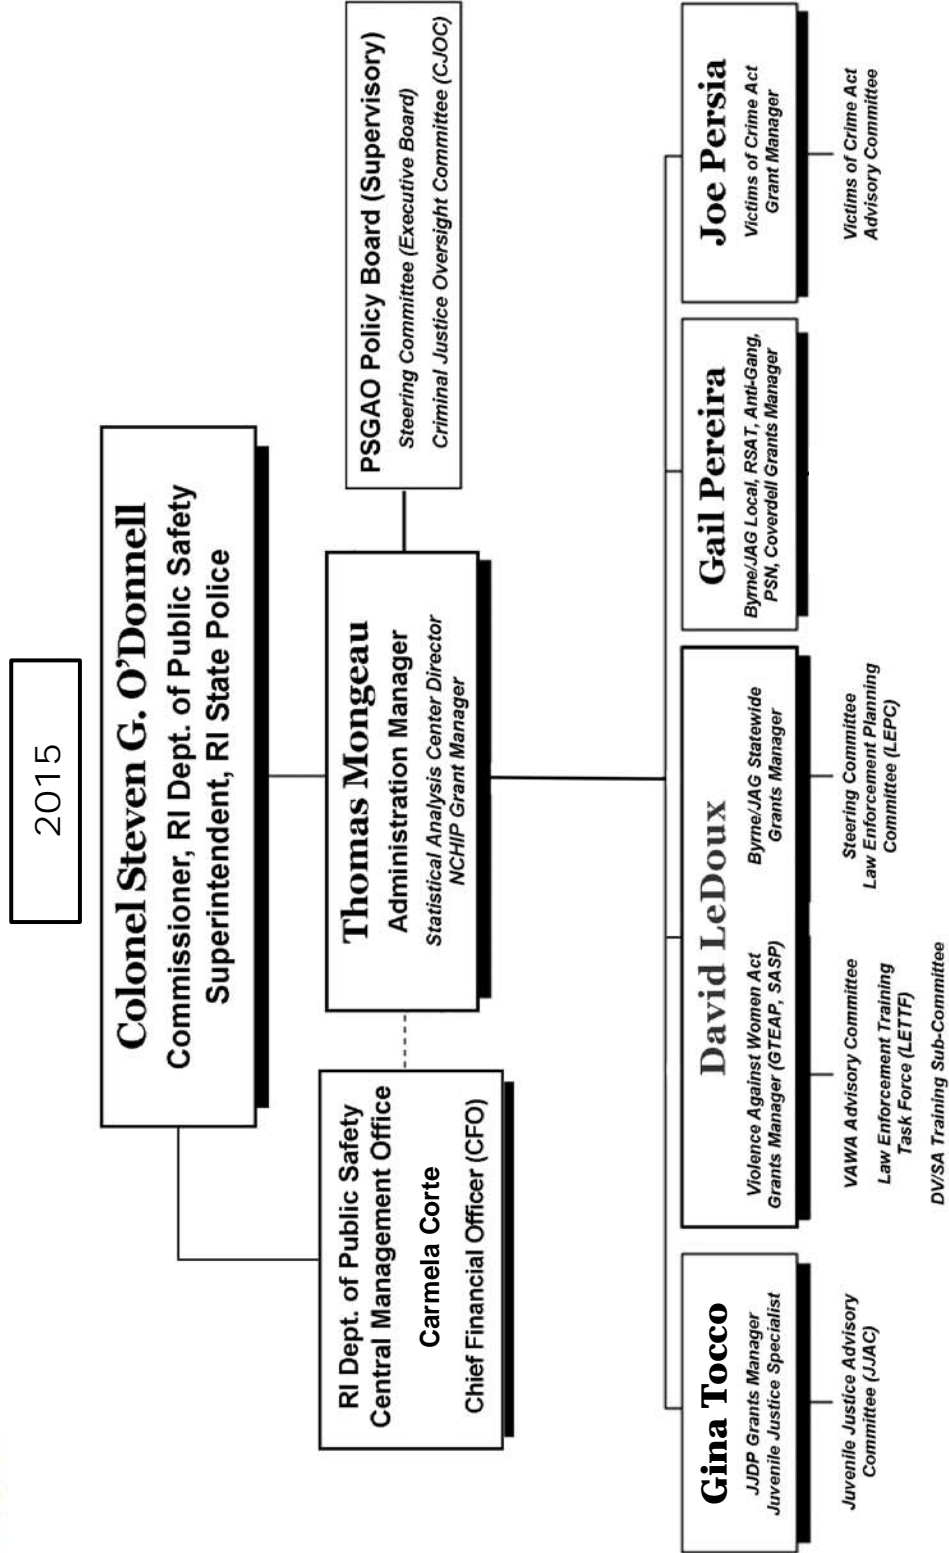 2015
Colonel Steven G. O'Donnell
Commissioner, RI Dept. of Public Safety
Superintendent, RI State Police
RI Dept. of Public Safety
Central Management Office
Carmela Corte
Chief Financial Officer (CFO)
Thomas Mongeau
Administration Manager
Statistical Analysis Center Director
NCHIP Grant Manager
PSGAO Policy Board (Supervisory)
Steering Committee (Executive Board)
Criminal Justice Oversight Committee (CJOC)
Gina Tocco
JJDP Grants Manager
Juvenile Justice Specialist
Juvenile Justice Advisory
Committee (JJAC)
David LeDoux
Violence Against Women Act
Grants Manager (GTEAP, SASP)
Byrne/JAG Statewide
Grants Manager
VAWA Advisory Committee
Law Enforcement Training
Task Force (LETTF)
DV/SA Training Sub-Committee
Steering Committee
Law Enforcement Planning
Committee (LEPC)
Gail Pereira
Byrne/JAG Local, RSAT, Anti-Gang,
PSN, Coverdell Grants Manager
Joe Persia
Victims of Crime Act
Grant Manager
Victims of Crime Act
Advisory Committee